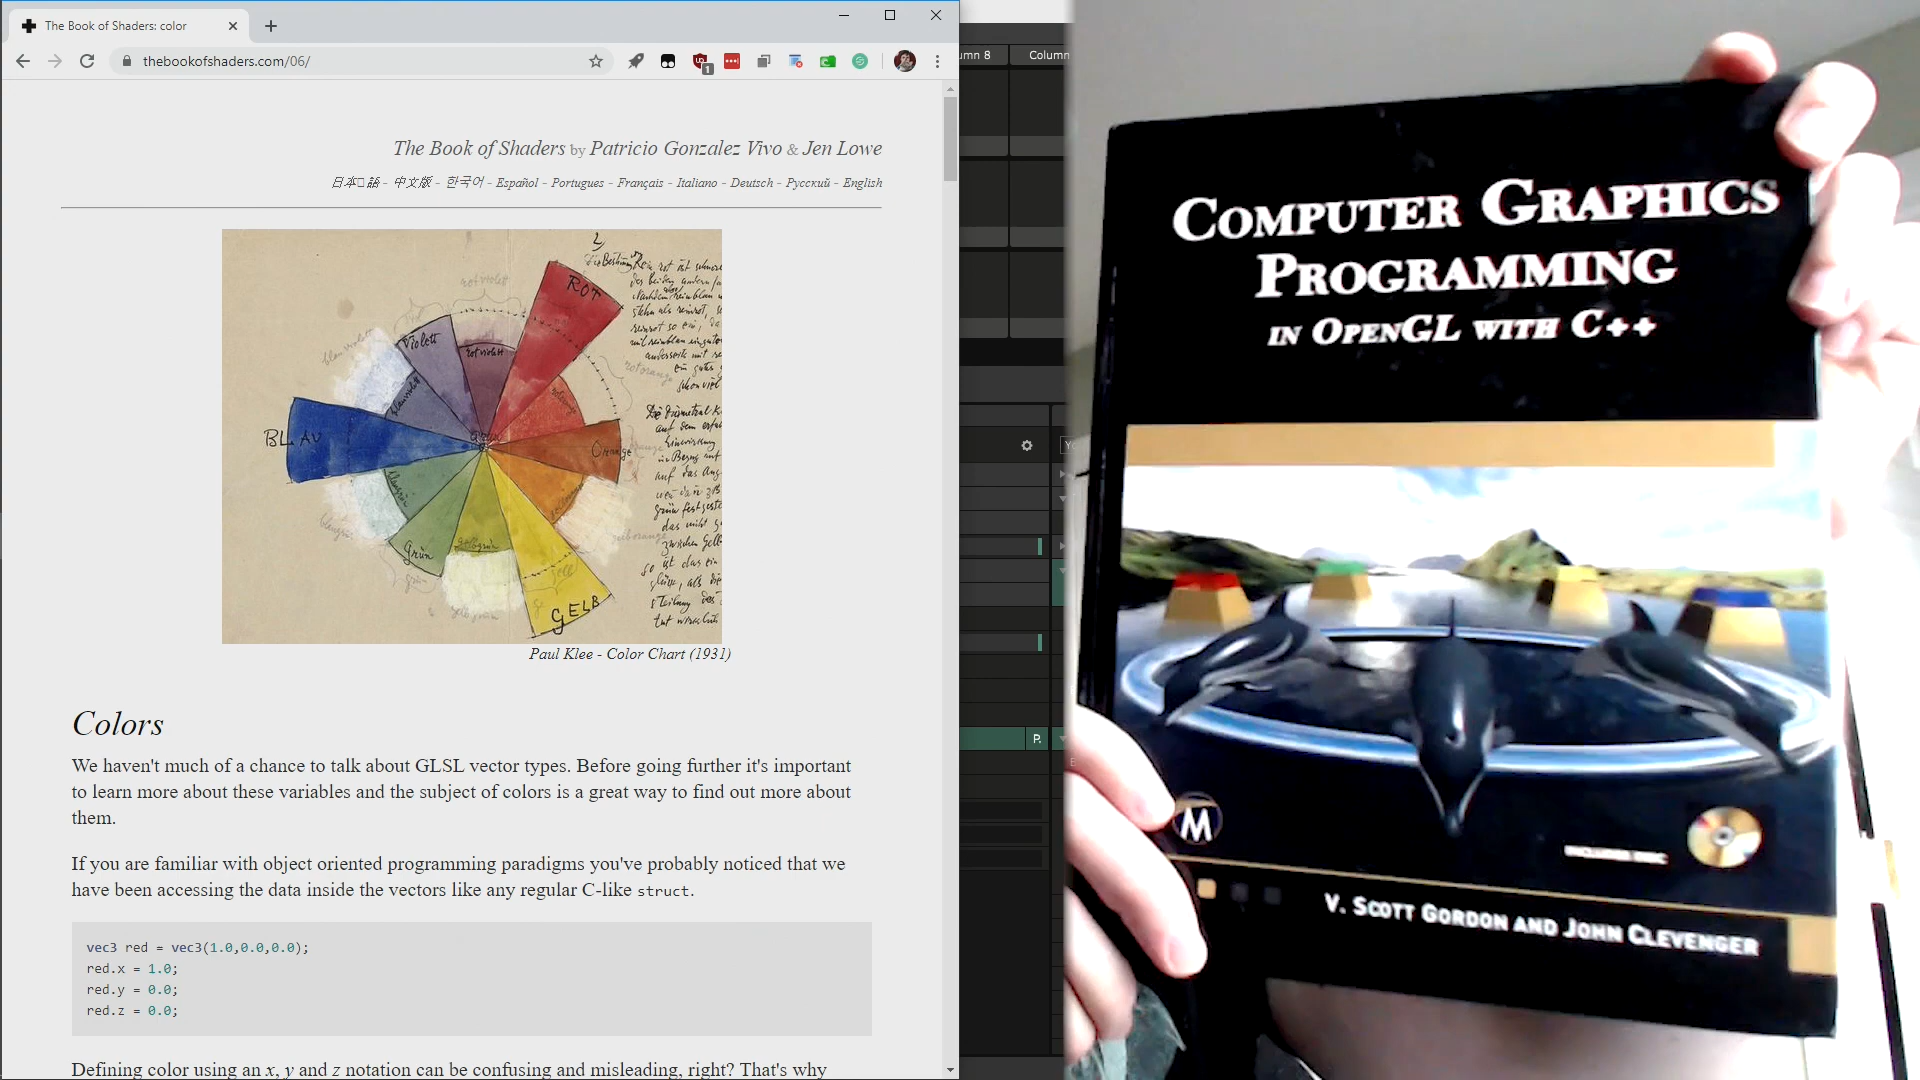 The Book of Shaders: color
thebookofshaders.com/06/
1
The Book of Shaders by Patricio Gonzalez Vivo & Jen Lowe
日本語 - 中文版 - 한국어 - Español - Portugues - Français - Italiano - Deutsch - Русский - English
ROT
Violett
rotviolett
BLAU
Orange
Grün
gelbgrün
GELB
Paul Klee - Color Chart (1931)
Colors
We haven't much of a chance to talk about GLSL vector types. Before going further it's important
to learn more about these variables and the subject of colors is a great way to find out more about
them.
If you are familiar with object oriented programming paradigms you've probably noticed that we
have been accessing the data inside the vectors like any regular C-like struct.
vec3 red = vec3(1.0,0.0,0.0);
red.x = 1.0;
red.y = 0.0;
red.z = 0.0;
Defining color using an x, y and z notation can be confusing and misleading, right? That's why
umn 8
Column
P.
COMPUTER GRAPHICS
PROGRAMMING
IN OPENGL WITH C++
M
INCLUDES DISC
V. SCOTT GORDON AND JOHN CLEVENGER